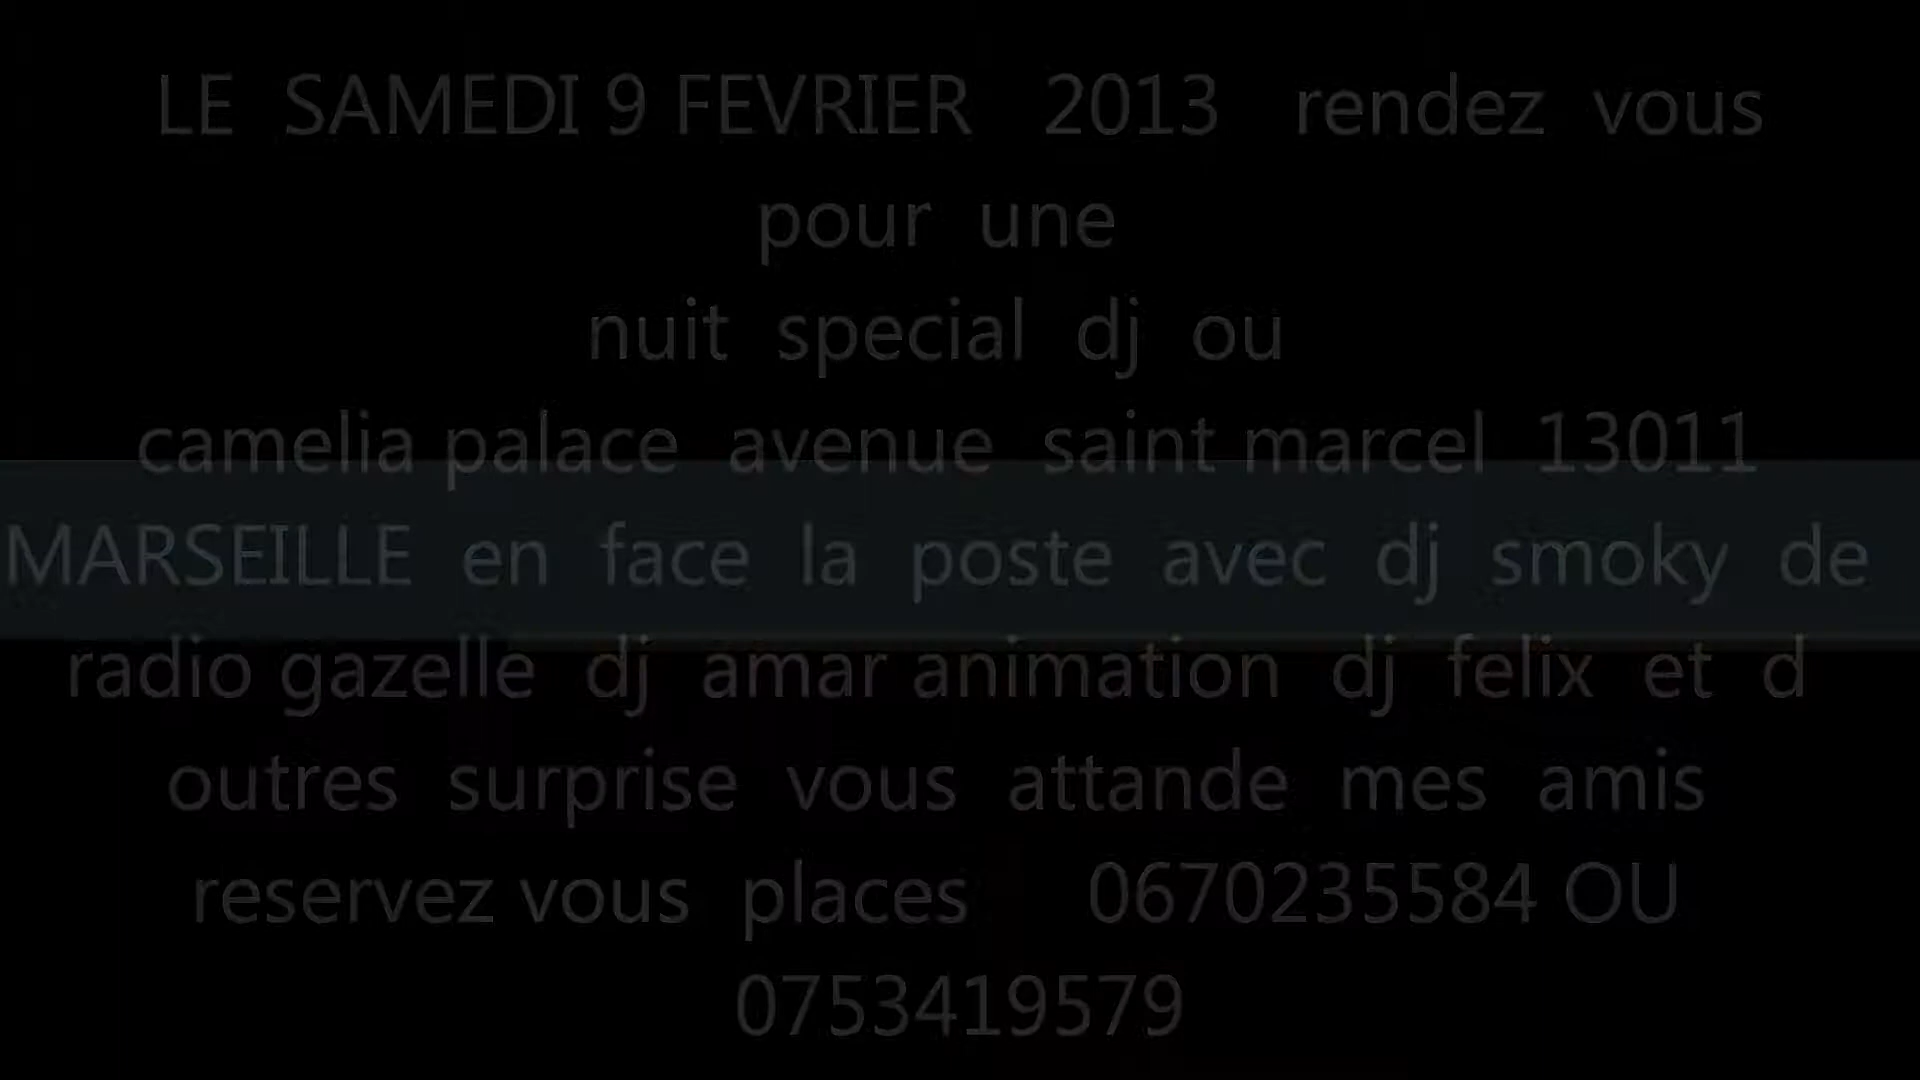 LE SAMEDI 9 FEVRIER 2013 rendez vous
pour une
nuit special dj ou
camelia palace avenue saint marcel 13011
MARSEILLE en face la poste avec dj smoky de
radio gazelle dj amar animation dj felix et d
outres surprise vous attande mes amis
reservez vous places 0670235584 OU
0753419579